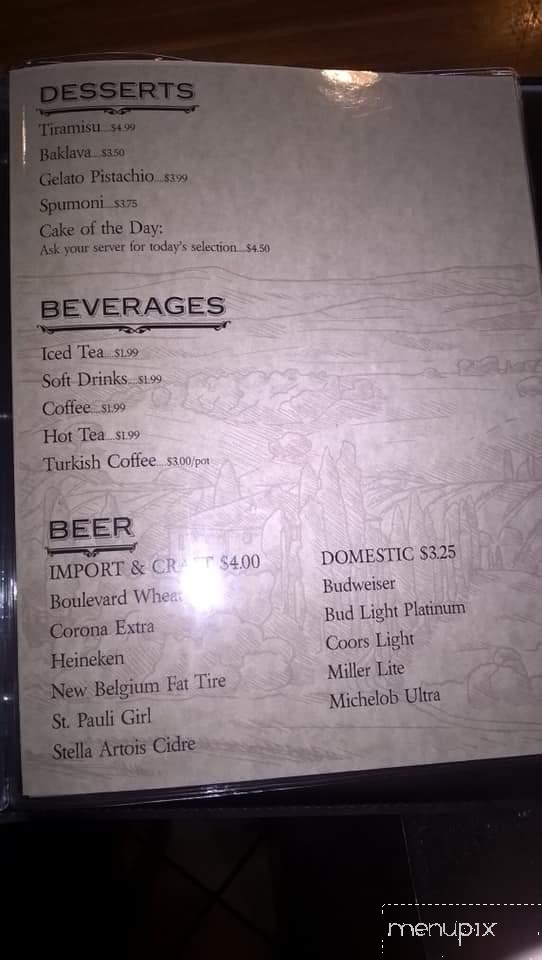 DESSERTS
Tiramisu...$4.99
Baklava...$3.50
Gelato Pistachio...$3.99
Spumoni...$3.75
Cake of the Day:
Ask your server for today's selection...$4.50
BEVERAGES
Iced Tea...$1.99
Soft Drinks...$1.99
Coffee...$1.99
Hot Tea...$1.99
Turkish Coffee...$3.00/pot
BEER
IMPORT & CRAFT $4.00
Boulevard Wheat
Corona Extra
Heineken
New Belgium Fat Tire
St. Pauli Girl
Stella Artois Cidre
DOMESTIC $3.25
Budweiser
Bud Light Platinum
Coors Light
Miller Lite
Michelob Ultra
menupix